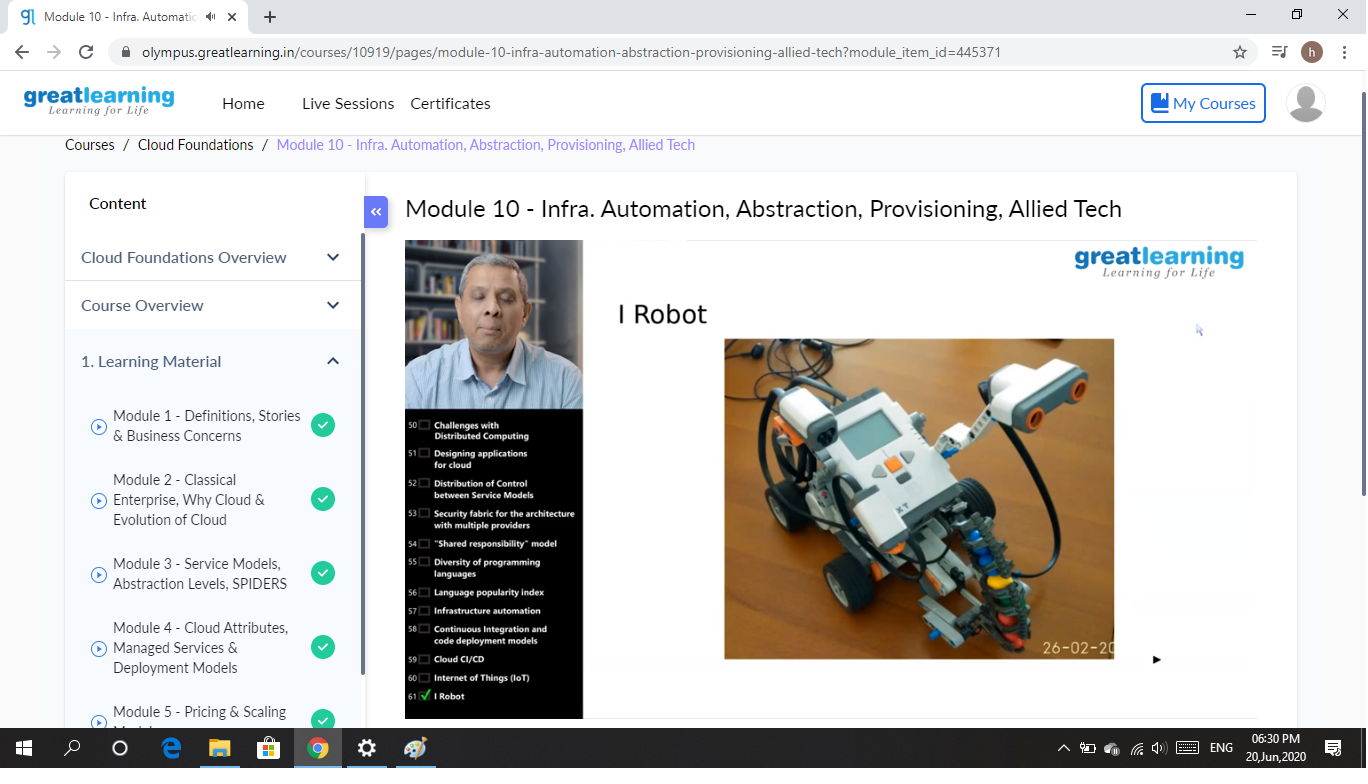 Module 10 - Infra. Automatic
olympus.greatlearning.in/courses/10919/pages/module-10-infra-automation-abstraction-provisioning-allied-tech?module_item_id=445371
h
greatlearning
Learning for Life
Home
Live Sessions
Certificates
My Courses
Courses / Cloud Foundations / Module 10 - Infra. Automation, Abstraction, Provisioning, Allied Tech
Content
Cloud Foundations Overview
Course Overview
1. Learning Material
Module 1 - Definitions, Stories
& Business Concerns
Module 2 - Classical
Enterprise, Why Cloud &
Evolution of Cloud
Module 3 - Service Models,
Abstraction Levels, SPIDERS
Module 4 - Cloud Attributes,
Managed Services &
Deployment Models
Module 5 - Pricing & Scaling
Module 10 - Infra. Automation, Abstraction, Provisioning, Allied Tech
greatlearning
Learning for Life
I Robot
50 Challenges with
Distributed Computing
51 Designing applications
for cloud
52 Distribution of Control
between Service Models
53 Security fabric for the architecture
with multiple providers
54 "Shared responsibility" model
55 Diversity of programming
languages
56 Language popularity index
57 Infrastructure automation
58 Continuous Integration and
code deployment models
59 Cloud CI/CD
60 Internet of Things (IoT)
61 I Robot
26-02-20
ENG
06:30 PM
20,Jun,2020